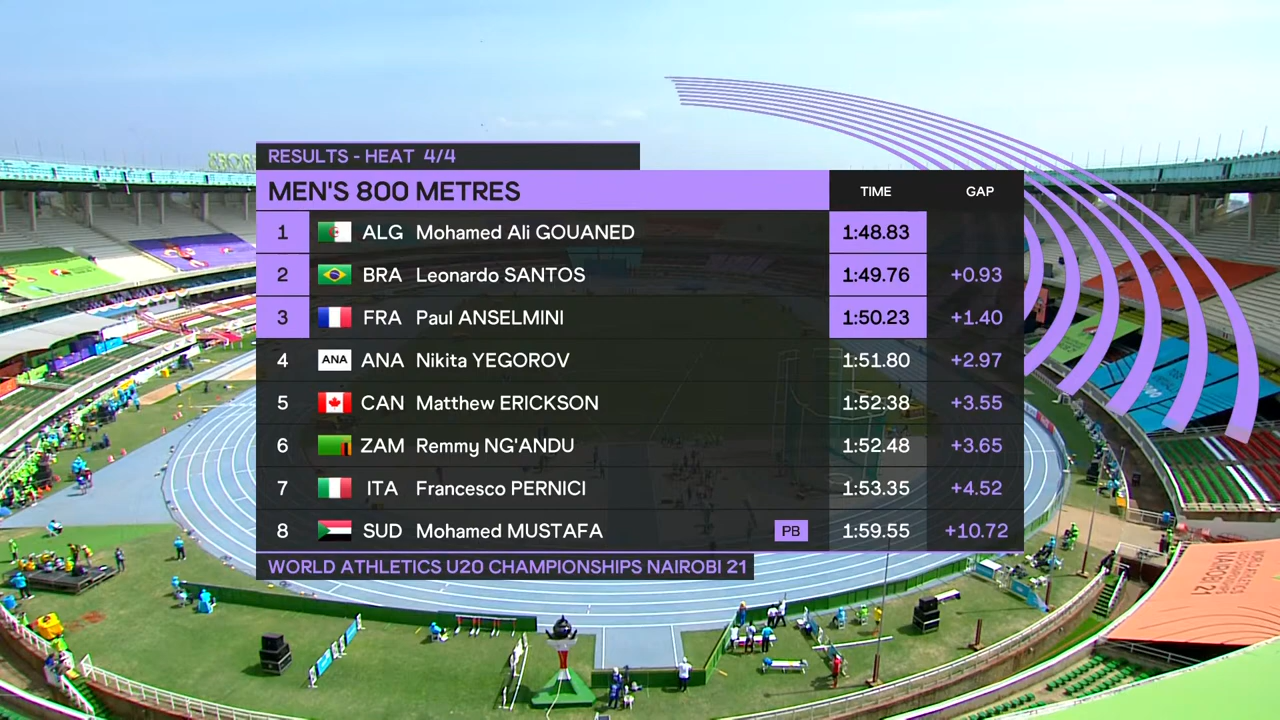 RESULTS - HEAT 4/4
MEN'S 800 METRES TIME GAP
1 ALG Mohamed Ali GOUANED 1:48.83
2 BRA Leonardo SANTOS 1:49.76 +0.93
3 FRA Paul ANSELMINI 1:50.23 +1.40
4 ANA ANA Nikita YEGOROV 1:51.80 +2.97
5 CAN Matthew ERICKSON 1:52.38 +3.55
6 ZAM Remmy NG'ANDU 1:52.48 +3.65
7 ITA Francesco PERNICI 1:53.35 +4.52
8 SUD Mohamed MUSTAFA PB 1:59.55 +10.72
WORLD ATHLETICS U20 CHAMPIONSHIPS NAIROBI 21
NAIROBI 21